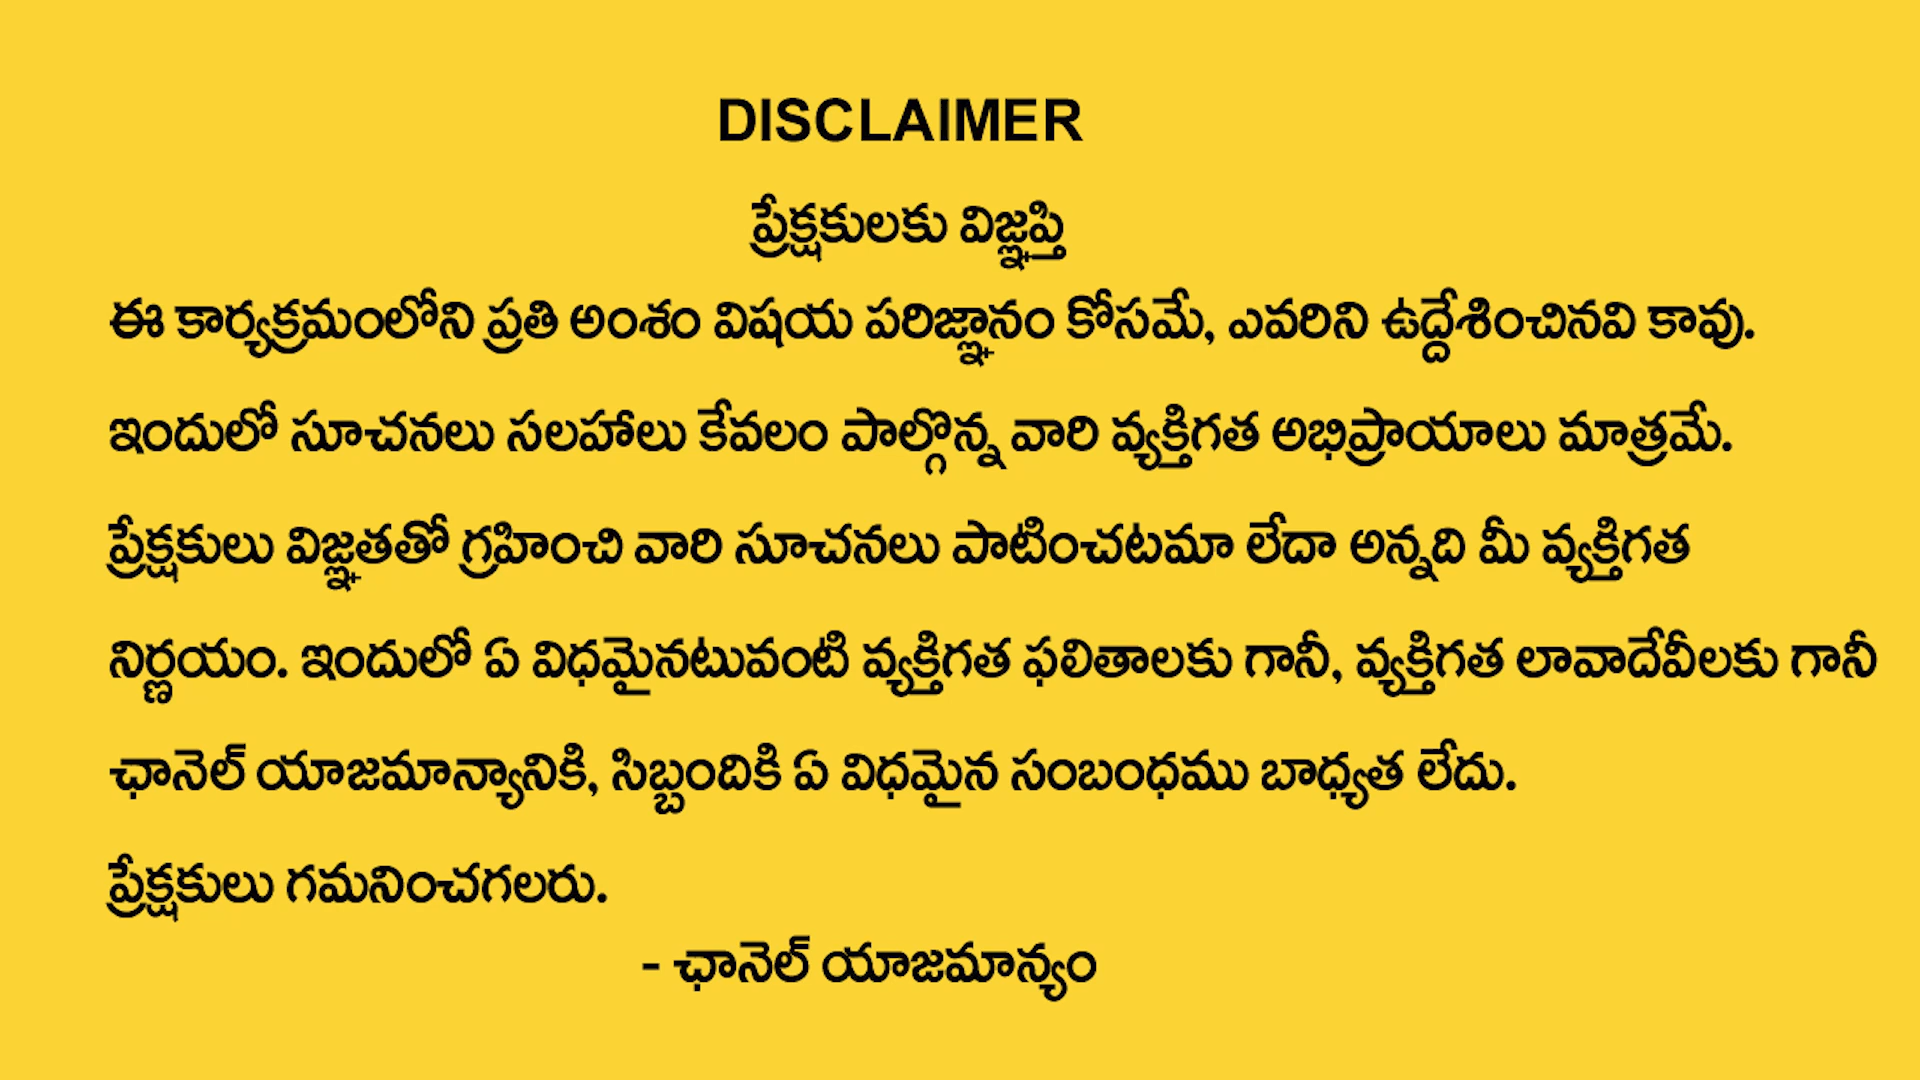 DISCLAIMER
ప్రేక్షకులకు విజ్ఞప్తి
ఈ కార్యక్రమంలోని ప్రతి అంశం విషయ పరిజ్ఞానం కోసమే, ఎవరిని ఉద్దేశించినవి కావు.
ఇందులో సూచనలు సలహాలు కేవలం పాల్గొన్న వారి వ్యక్తిగత అభిప్రాయాలు మాత్రమే.
ప్రేక్షకులు విజ్ఞతతో గ్రహించి వారి సూచనలు పాటించటమా లేదా అన్నది మీ వ్యక్తిగత
నిర్ణయం. ఇందులో ఏ విధమైనటువంటి వ్యక్తిగత ఫలితాలకు గానీ, వ్యక్తిగత లావాదేవీలకు గానీ
ఛానెల్ యాజమాన్యానికి, సిబ్బందికి ఏ విధమైన సంబంధము బాధ్యత లేదు.
ప్రేక్షకులు గమనించగలరు.
- ఛానెల్ యాజమాన్యం